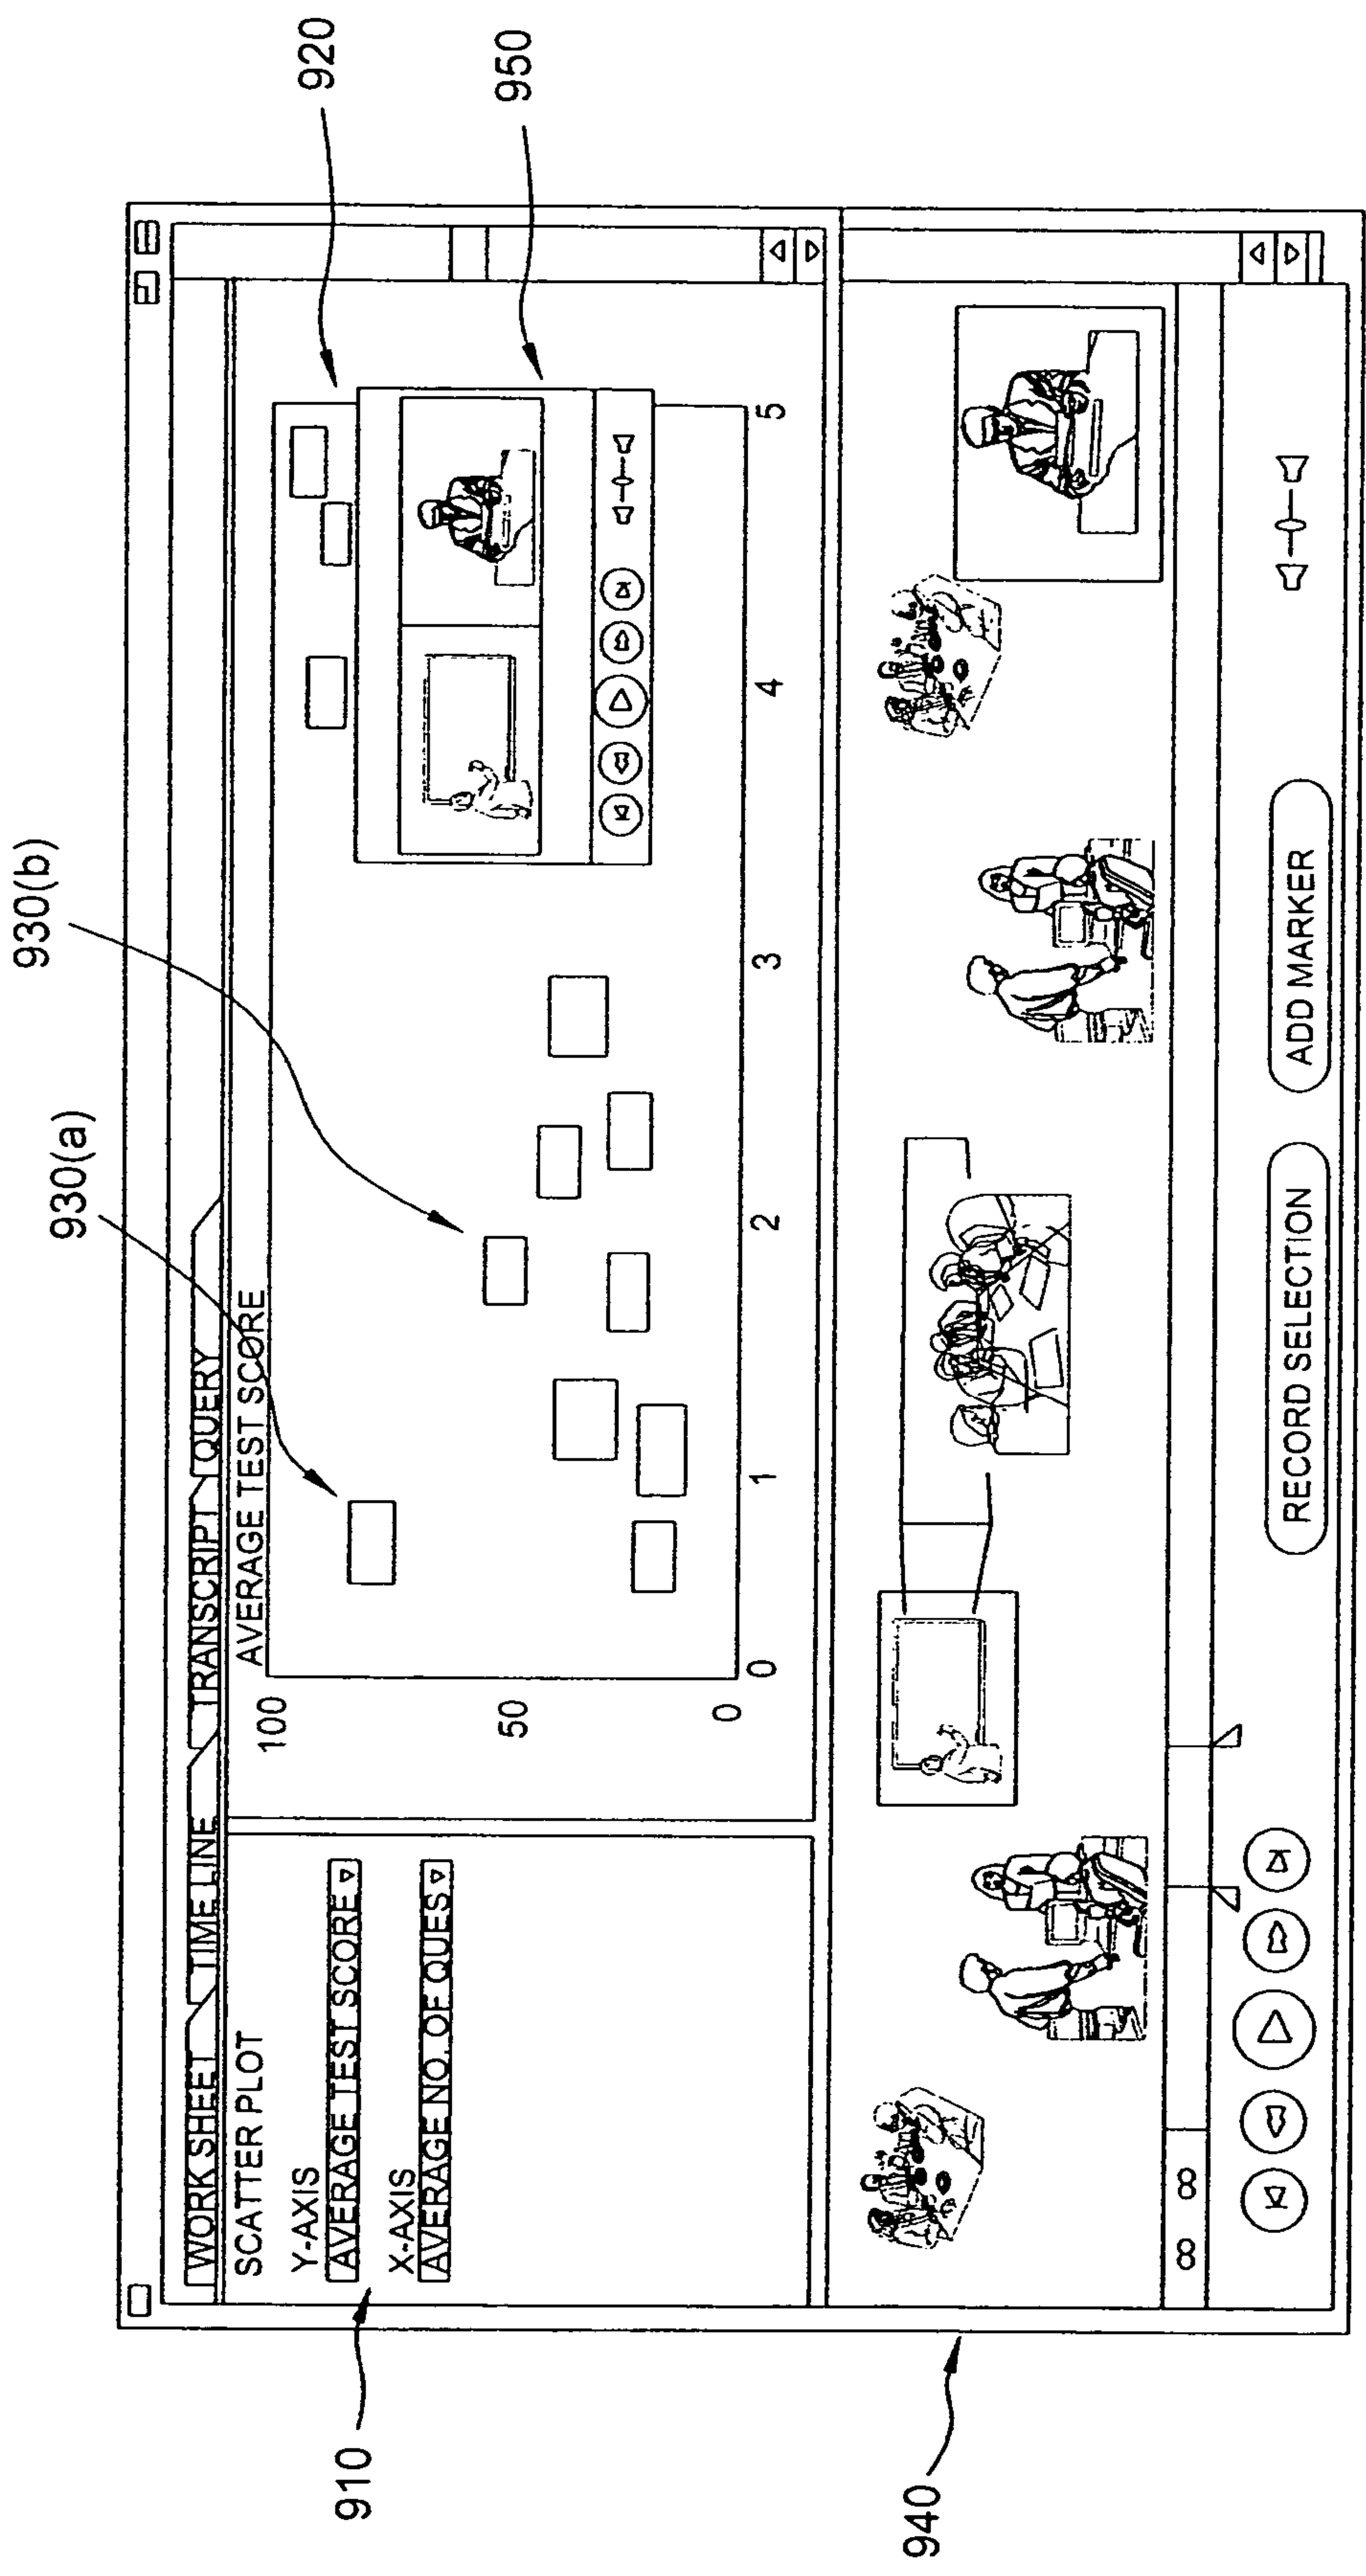 930(a)
930(b)
920
950
WORK SHEET
TIME LINE
TRANSCRIPT
QUERY
SCATTER PLOT
AVERAGE TEST SCORE
Y-AXIS
AVERAGE TEST SCORE
X-AXIS
AVERAGE NO. OF QUES
910
100
50
0
0 1 2 3 4 5
940
8 8
RECORD SELECTION
ADD MARKER